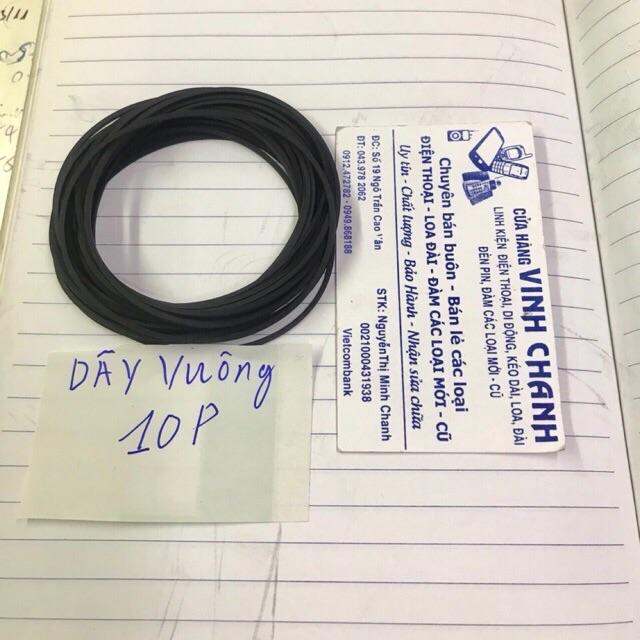 DÂY VUÔNG
10P
CỬA HÀNG VINH CHANH
LINH KIỆN ĐIỆN THOẠI, DI ĐỘNG, KÉO DÀI, LOA, ĐÀI
ĐÈN PIN, ĐÀM CÁC LOẠI MỚI - CŨ
Chuyên bán buôn - Bán lẻ các loại
ĐIỆN THOẠI - LOA ĐÀI - ĐÀM CÁC LOẠI MỚI - CŨ
Uy tín - Chất lượng - Bảo Hành - Nhận sửa chữa
ĐC: Số 19 Ngõ Trần Cao Vân
ĐT: 043.978 2062
0912.472782 - 0949.868188
STK: Nguyễn Thị Minh Chanh
0021000431938
Vietcombank